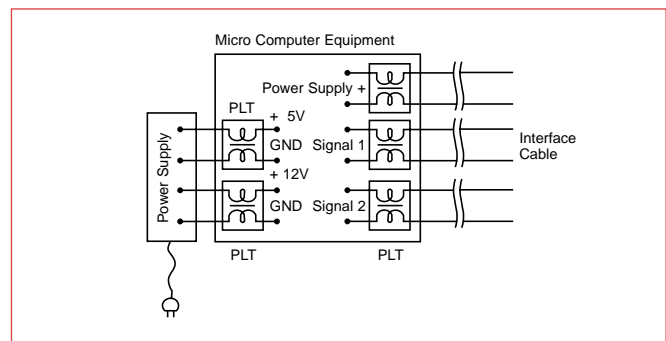 Micro Computer Equipment
Power Supply +
PLT
+ 5V
GND
Signal 1
Interface
Cable
Power Supply
+ 12V
GND
Signal 2
PLT
PLT